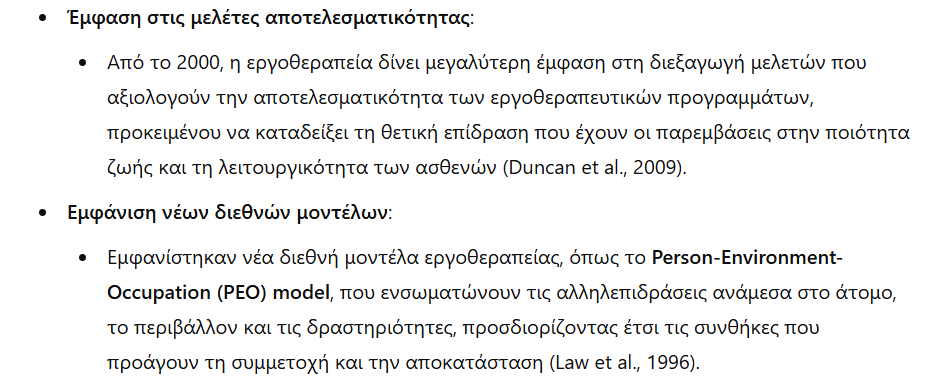 • Έμφαση στις μελέτες αποτελεσματικότητας:
• Από το 2000, η εργοθεραπεία δίνει μεγαλύτερη έμφαση στη διεξαγωγή μελετών που
αξιολογούν την αποτελεσματικότητα των εργοθεραπευτικών προγραμμάτων,
προκειμένου να καταδείξει τη θετική επίδραση που έχουν οι παρεμβάσεις στην ποιότητα
ζωής και τη λειτουργικότητα των ασθενών (Duncan et al., 2009).
• Εμφάνιση νέων διεθνών μοντέλων:
• Εμφανίστηκαν νέα διεθνή μοντέλα εργοθεραπείας, όπως το Person-Environment-
Occupation (PEO) model, που ενσωματώνουν τις αλληλεπιδράσεις ανάμεσα στο άτομο,
το περιβάλλον και τις δραστηριότητες, προσδιορίζοντας έτσι τις συνθήκες που
προάγουν τη συμμετοχή και την αποκατάσταση (Law et al., 1996).